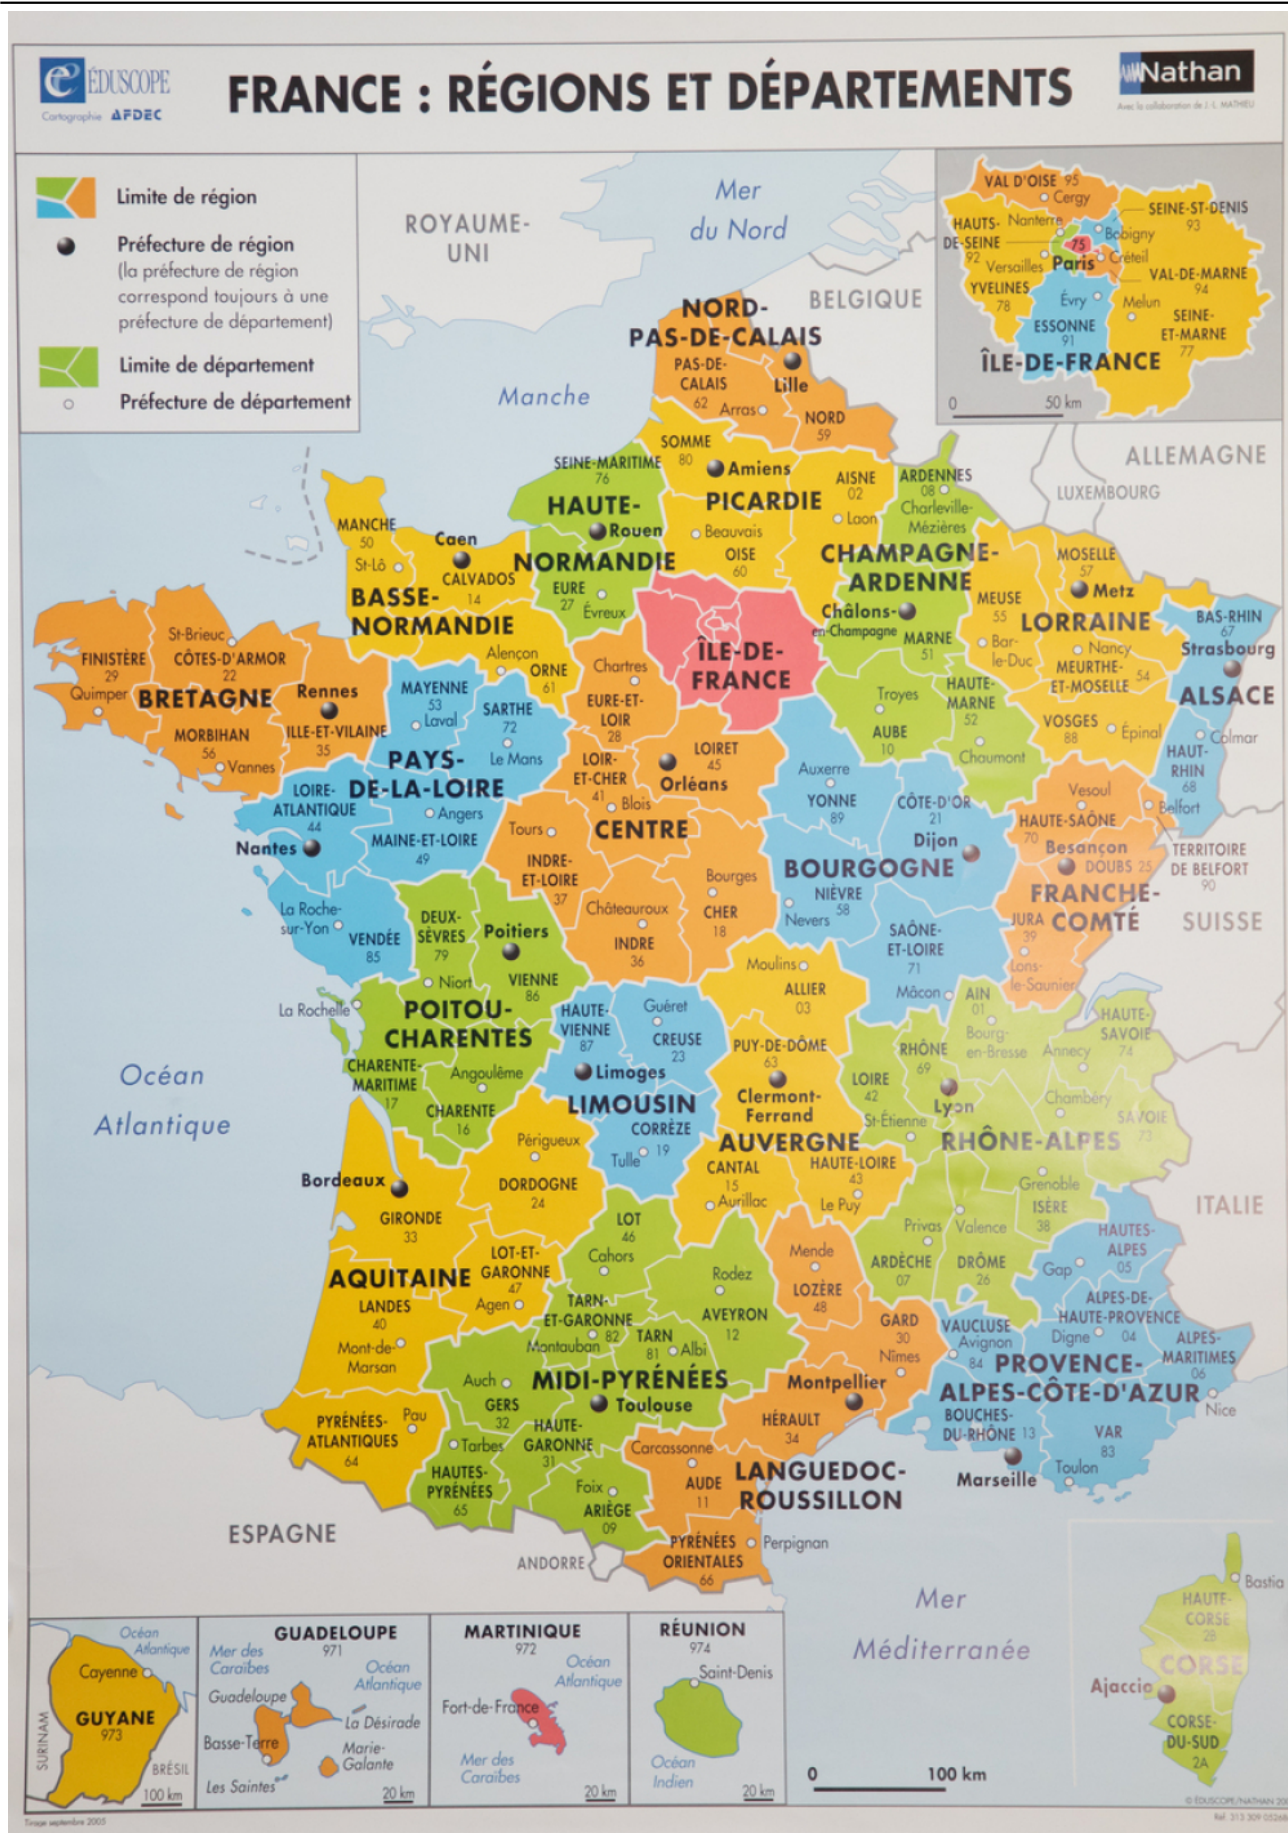 ÉDUSCOPE
Cartographie AFDEC
FRANCE : RÉGIONS ET DÉPARTEMENTS
Nathan
Avec la collaboration de J.-L. MATHIEU
Limite de région
Préfecture de région
(la préfecture de région
correspond toujours à une
préfecture de département)
Limite de département
Préfecture de département
ROYAUME-
UNI
Mer
du Nord
BELGIQUE
Manche
ALLEMAGNE
LUXEMBOURG
SUISSE
ITALIE
ESPAGNE
ANDORRE
Océan
Atlantique
Mer
Méditerranée
VAL D'OISE 95
Cergy
HAUTS-
DE-SEINE
92
Nanterre
SEINE-ST-DENIS
93
Bobigny
75
Paris
Créteil
Versailles
YVELINES
78
VAL-DE-MARNE
94
Évry
Melun
ESSONNE
91
SEINE-
ET-MARNE
77
ÎLE-DE-FRANCE
0 50 km
NORD-
PAS-DE-CALAIS
PAS-DE-
CALAIS
62
Lille
Arras
NORD
59
SOMME
80
Amiens
PICARDIE
AISNE
02
Laon
Beauvais
OISE
60
SEINE-MARITIME
76
HAUTE-
NORMANDIE
Rouen
EURE
27
Évreux
MANCHE
50
St-Lô
Caen
CALVADOS
14
BASSE-
NORMANDIE
Alençon
ORNE
61
ARDENNES
08
Charleville-
Mézières
CHAMPAGNE-
ARDENNE
Châlons-
en-Champagne
MARNE
51
Troyes
AUBE
10
HAUTE-
MARNE
52
Chaumont
MOSELLE
57
Metz
MEUSE
55
LORRAINE
Bar-
le-Duc
Nancy
MEURTHE-
ET-MOSELLE
54
VOSGES
88
Épinal
BAS-RHIN
67
Strasbourg
ALSACE
Colmar
HAUT-
RHIN
68
ÎLE-DE-
FRANCE
St-Brieuc
FINISTÈRE
29
CÔTES-D'ARMOR
22
Quimper
BRETAGNE
Rennes
MORBIHAN
56
ILLE-ET-VILAINE
35
Vannes
MAYENNE
53
Laval
SARTHE
72
Le Mans
PAYS-
DE-LA-LOIRE
LOIRE-
ATLANTIQUE
44
Angers
MAINE-ET-LOIRE
49
Nantes
La Roche-
sur-Yon
VENDÉE
85
Chartres
EURE-ET-
LOIR
28
LOIR-
ET-CHER
41
Blois
LOIRET
45
Orléans
Tours
CENTRE
INDRE-
ET-LOIRE
37
Bourges
Châteauroux
CHER
18
INDRE
36
Auxerre
YONNE
89
CÔTE-D'OR
21
Dijon
BOURGOGNE
NIÈVRE
58
Nevers
SAÔNE-
ET-LOIRE
71
Mâcon
Vesoul
Belfort
HAUTE-SAÔNE
70
Besançon
DOUBS 25
TERRITOIRE
DE BELFORT
90
FRANCHE-
COMTÉ
JURA
39
Lons-
le-Saunier
DEUX-
SÈVRES
79
Poitiers
Niort
VIENNE
86
La Rochelle
POITOU-
CHARENTES
CHARENTE-
MARITIME
17
Angoulême
CHARENTE
16
HAUTE-
VIENNE
87
Guéret
CREUSE
23
Limoges
LIMOUSIN
CORRÈZE
19
Tulle
Moulins
ALLIER
03
PUY-DE-DÔME
63
Clermont-
Ferrand
AUVERGNE
CANTAL
15
Aurillac
HAUTE-LOIRE
43
Le Puy
AIN
01
Bourg-
en-Bresse
HAUTE-
SAVOIE
74
Annecy
RHÔNE
69
LOIRE
42
Lyon
Chambéry
St-Étienne
SAVOIE
73
RHÔNE-ALPES
Grenoble
ISÈRE
38
Privas
Valence
ARDÈCHE
07
DRÔME
26
Bordeaux
Périgueux
DORDOGNE
24
GIRONDE
33
LOT-ET-
GARONNE
47
AQUITAINE
Agen
LANDES
40
Mont-de-
Marsan
PYRÉNÉES-
ATLANTIQUES
64
Pau
LOT
46
Cahors
Rodez
AVEYRON
12
TARN-
ET-GARONNE
82
Montauban
TARN
81
Albi
MIDI-PYRÉNÉES
Toulouse
Auch
GERS
32
HAUTE-
GARONNE
31
Tarbes
HAUTES-
PYRÉNÉES
65
Foix
ARIÈGE
09
Mende
LOZÈRE
48
GARD
30
Nîmes
Montpellier
HÉRAULT
34
Carcassonne
AUDE
11
LANGUEDOC-
ROUSSILLON
PYRÉNÉES
ORIENTALES
66
Perpignan
HAUTES-
ALPES
05
Gap
ALPES-DE-
HAUTE-PROVENCE
04
Digne
VAUCLUSE
Avignon
84
ALPES-
MARITIMES
06
PROVENCE-
ALPES-CÔTE-D'AZUR
Nice
BOUCHES-
DU-RHÔNE 13
VAR
83
Marseille
Toulon
Bastia
HAUTE-
CORSE
2B
CORSE
Ajaccio
CORSE-
DU-SUD
2A
Océan
Atlantique
Cayenne
GUYANE
973
SURINAM
BRÉSIL
100 km
GUADELOUPE
971
Mer des
Caraïbes
Océan
Atlantique
Guadeloupe
La Désirade
Basse-Terre
Marie-
Galante
Les Saintes
20 km
MARTINIQUE
972
Océan
Atlantique
Fort-de-France
Mer des
Caraïbes
20 km
RÉUNION
974
Saint-Denis
Océan
Indien
20 km
0 100 km
Tirage septembre 2005
© ÉDUSCOPE/NATHAN
Réf. 313 309